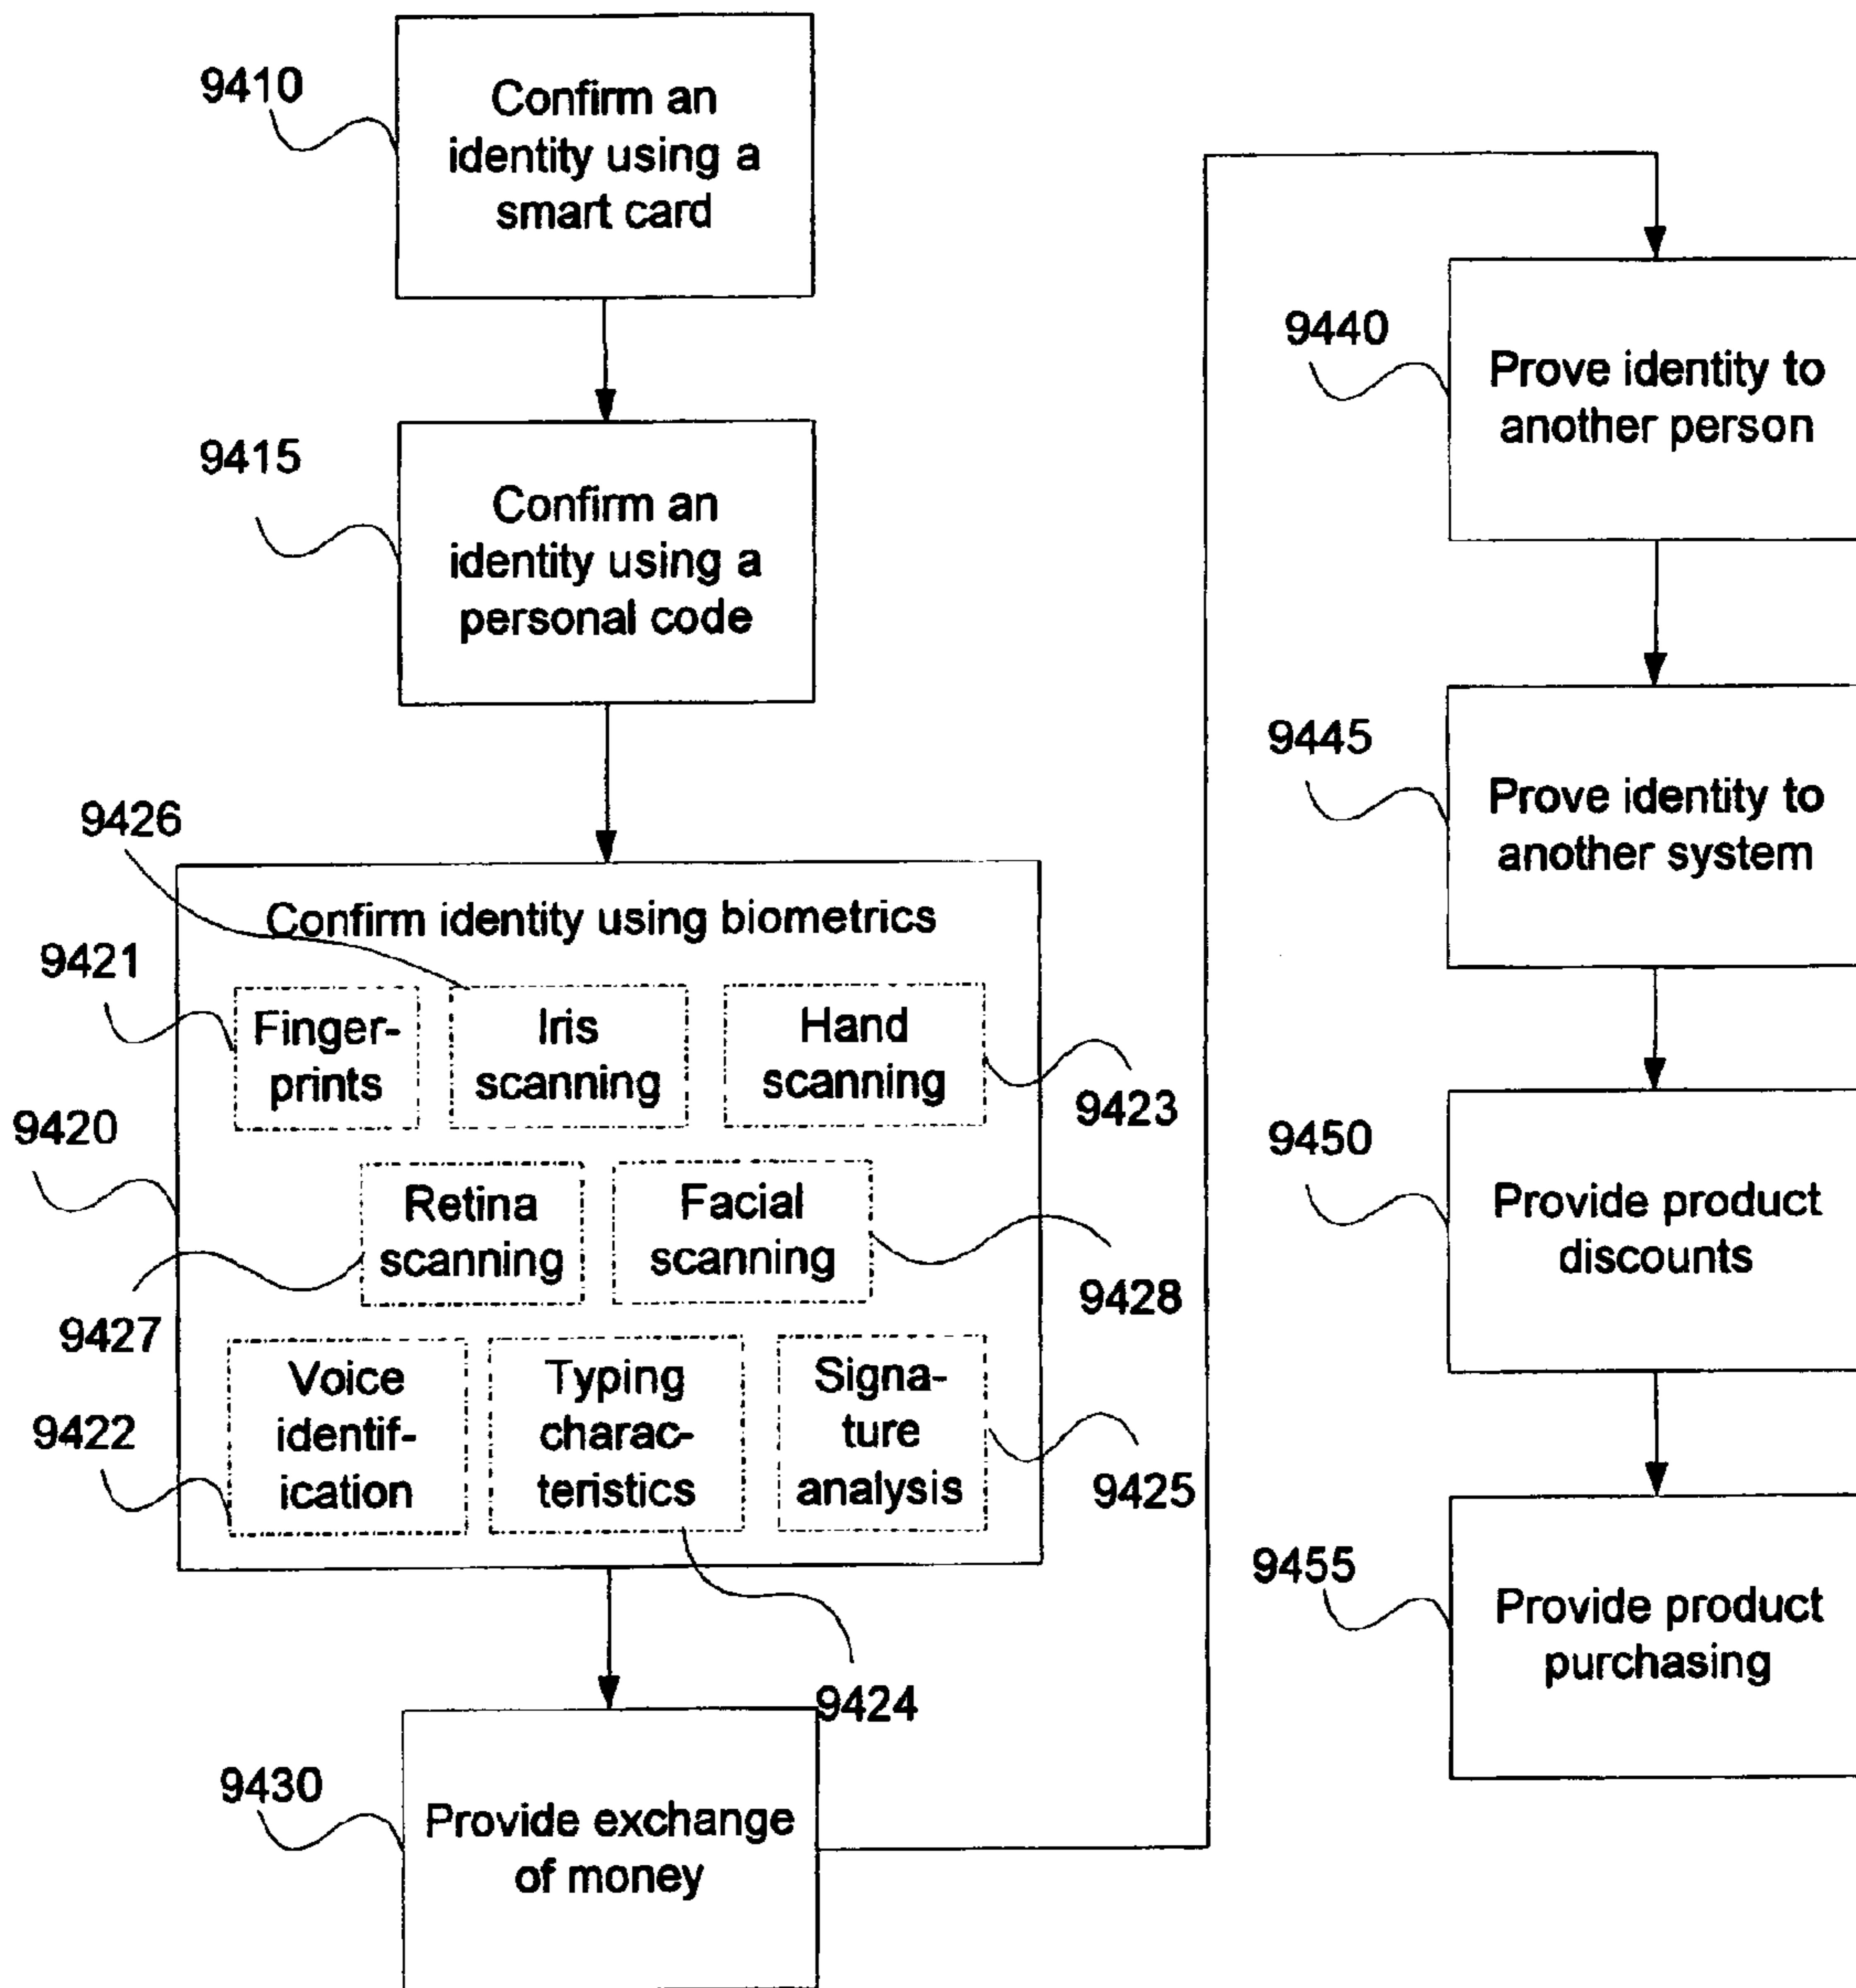 9410
Confirm an
identity using a
smart card
9415
Confirm an
identity using a
personal code
9426
Confirm identity using biometrics
9421
Finger-
prints
Iris
scanning
Hand
scanning
9423
9420
Retina
scanning
Facial
scanning
9427
9428
Voice
identif-
ication
Typing
charac-
teristics
Signa-
ture
analysis
9422
9425
9424
9430
Provide exchange
of money
9440
Prove identity to
another person
9445
Prove identity to
another system
9450
Provide product
discounts
9455
Provide product
purchasing